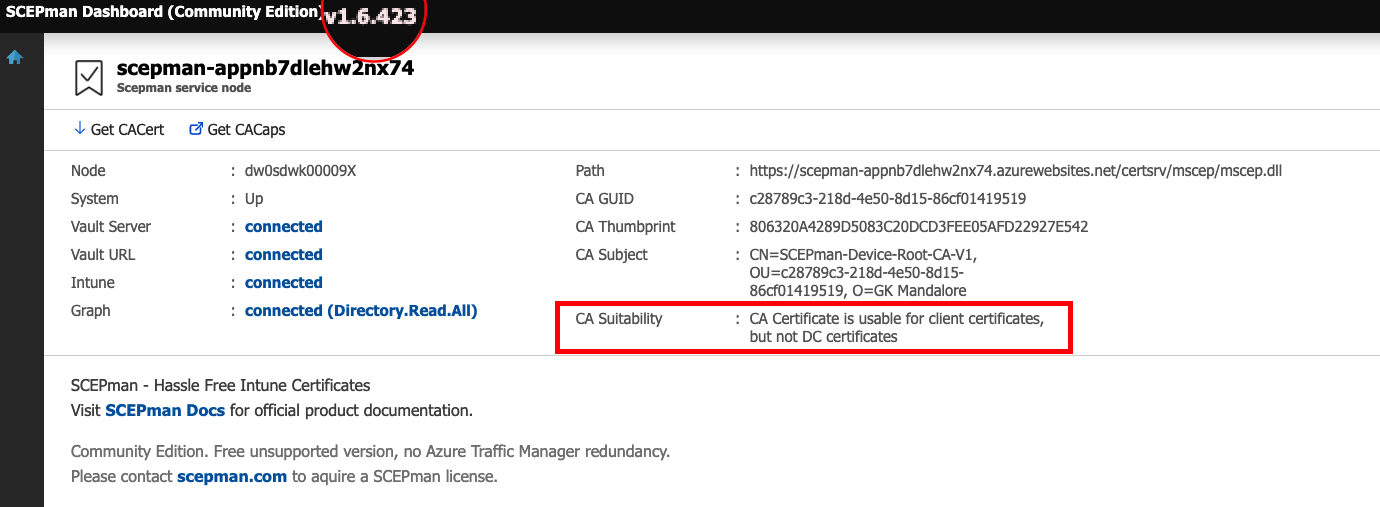 SCEPman Dashboard (Community Edition) v1.6.423
scepman-appnb7dlehw2nx74
Scepman service node
Get CACert Get CACaps
Node : dw0sdwk00009X
System : Up
Vault Server : connected
Vault URL : connected
Intune : connected
Graph : connected (Directory.Read.All)
Path : https://scepman-appnb7dlehw2nx74.azurewebsites.net/certsrv/mscep/mscep.dll
CA GUID : c28789c3-218d-4e50-8d15-86cf01419519
CA Thumbprint : 806320A4289D5083C20DCD3FEE05AFD22927E542
CA Subject : CN=SCEPman-Device-Root-CA-V1,
OU=c28789c3-218d-4e50-8d15-
86cf01419519, O=GK Mandalore
CA Suitability : CA Certificate is usable for client certificates,
but not DC certificates
SCEPman - Hassle Free Intune Certificates
Visit SCEPman Docs for official product documentation.
Community Edition. Free unsupported version, no Azure Traffic Manager redundancy.
Please contact scepman.com to aquire a SCEPman license.